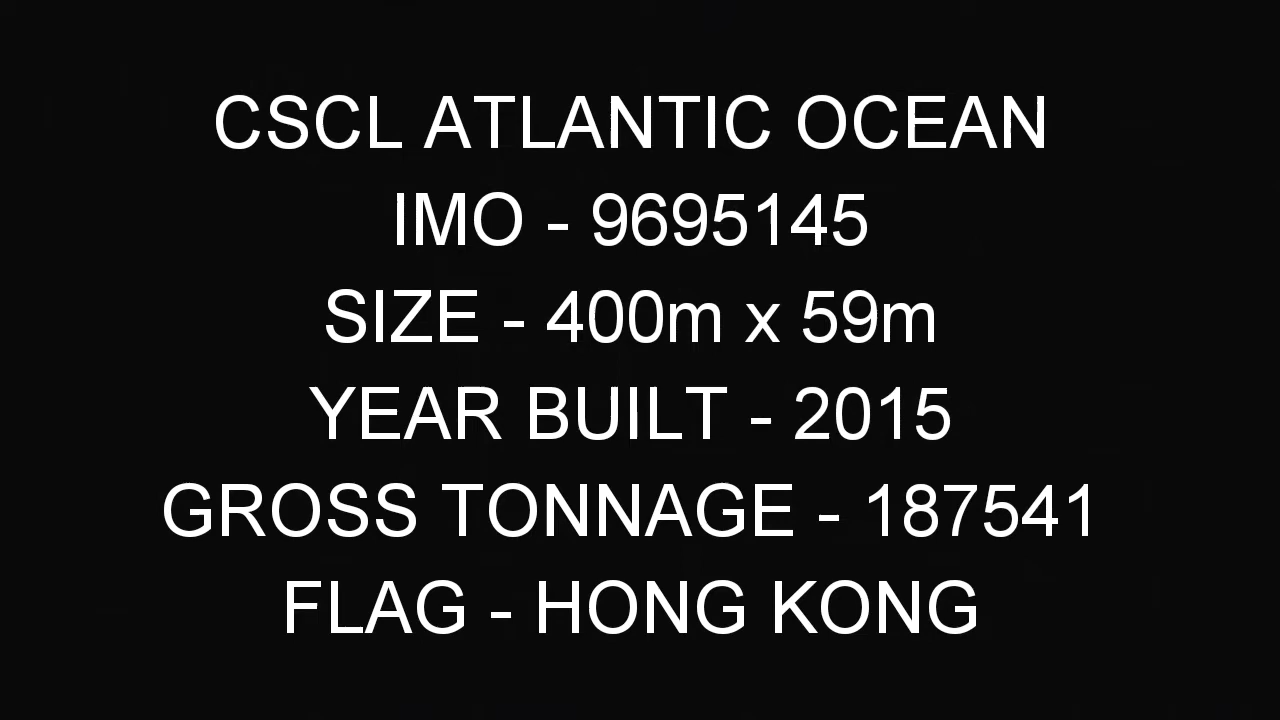 CSCL ATLANTIC OCEAN
IMO - 9695145
SIZE - 400m x 59m
YEAR BUILT - 2015
GROSS TONNAGE - 187541
FLAG - HONG KONG